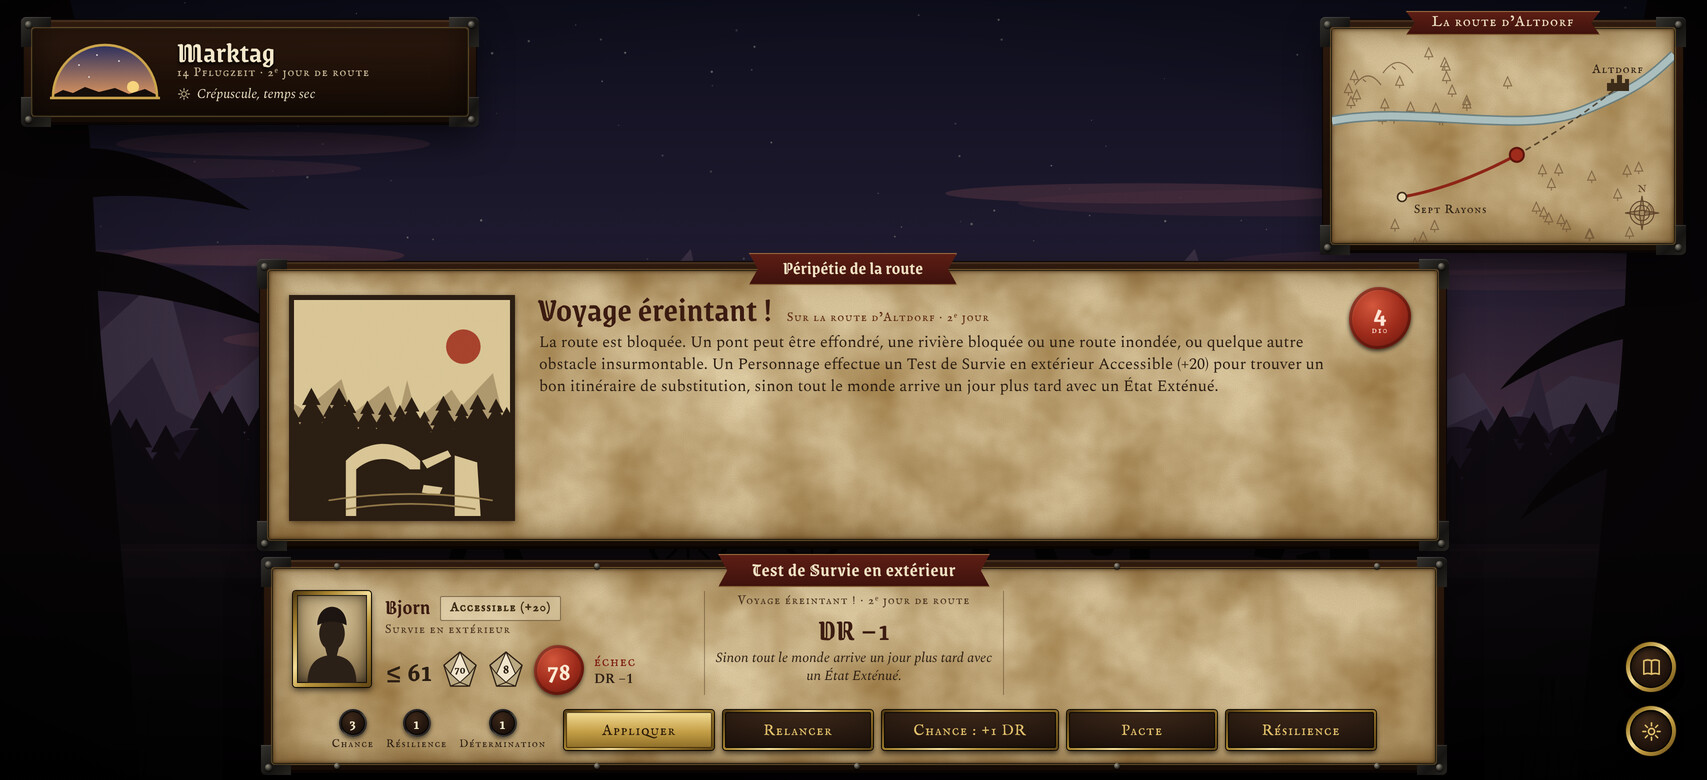 Marktag
14 Pflugzeit · 2e jour de route
Crépuscule, temps sec
La route d'Altdorf
Altdorf
N
Sept Rayons
Péripétie de la route
Voyage éreintant ! Sur la route d'Altdorf · 2e jour
4
D10
La route est bloquée. Un pont peut être effondré, une rivière bloquée ou une route inondée, ou quelque autre
obstacle insurmontable. Un Personnage effectue un Test de Survie en extérieur Accessible (+20) pour trouver un
bon itinéraire de substitution, sinon tout le monde arrive un jour plus tard avec un État Exténué.
Test de Survie en extérieur
Bjorn Accessible (+20)
Survie en extérieur
≤ 61 70 8 78 Échec
DR −1
Voyage éreintant ! · 2e jour de route
DR −1
Sinon tout le monde arrive un jour plus tard avec
un État Exténué.
3 1 1
Chance Résilience Détermination
Appliquer Relancer Chance : +1 DR Pacte Résilience